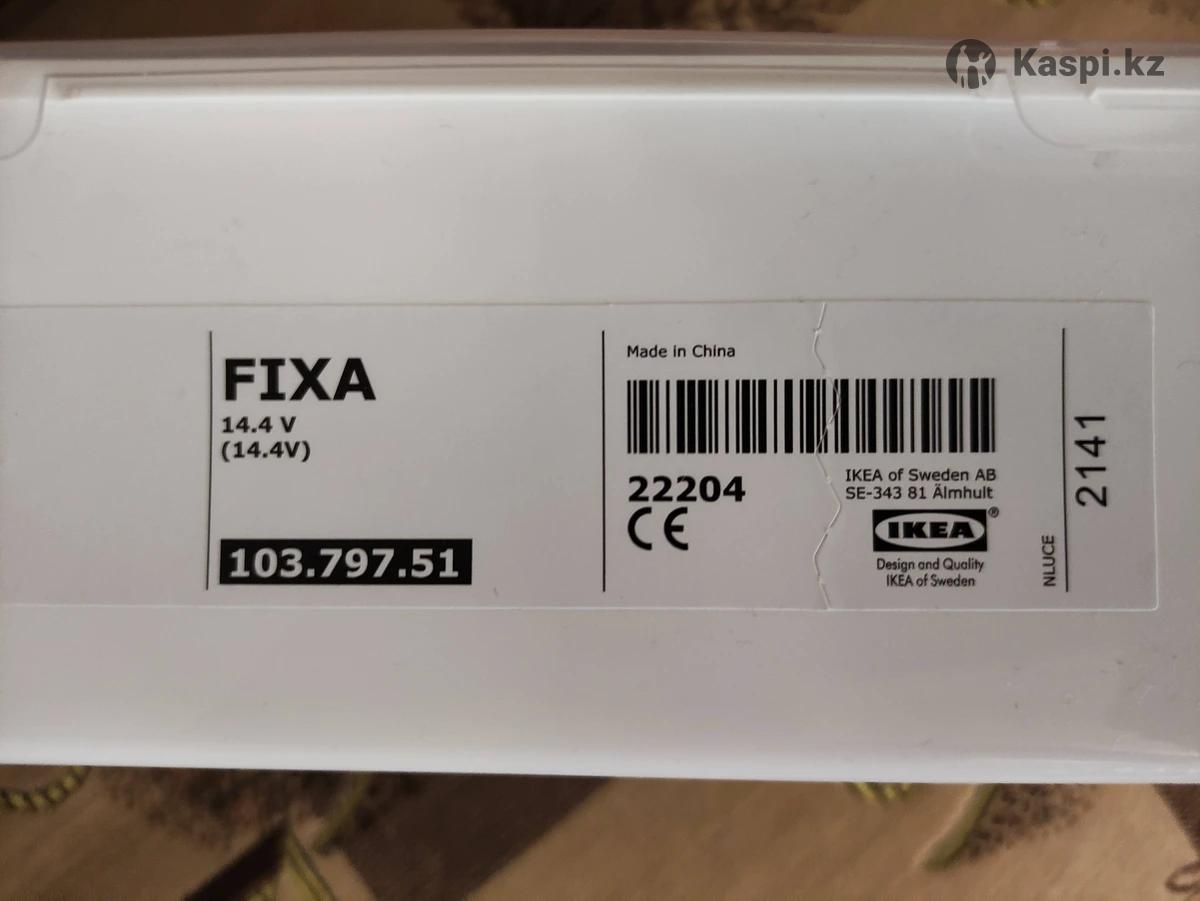 Kaspi.kz
FIXA
14.4 V
(14.4V)
103.797.51
Made in China
22204
CE
IKEA of Sweden AB
SE-343 81 Älmhult
IKEA®
Design and Quality
IKEA of Sweden
NLUCE
2141